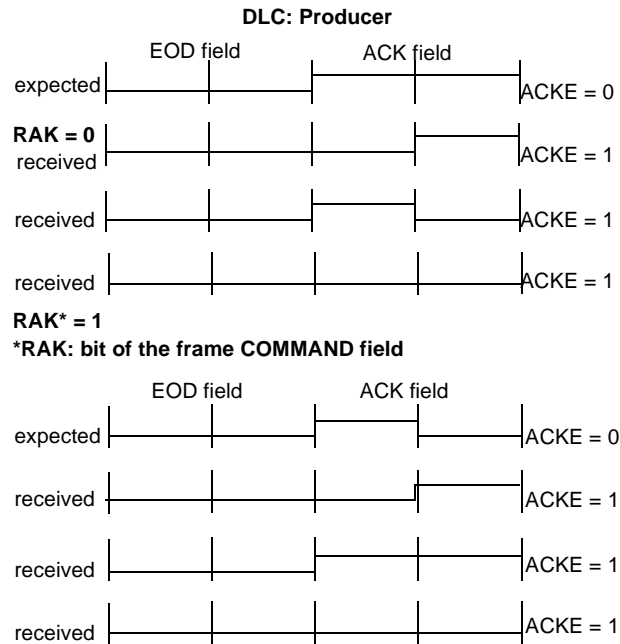 DLC: Producer
EOD field ACK field
expected ACKE = 0
RAK = 0
received ACKE = 1
received ACKE = 1
received ACKE = 1
RAK* = 1
*RAK: bit of the frame COMMAND field
EOD field ACK field
expected ACKE = 0
received ACKE = 1
received ACKE = 1
received ACKE = 1